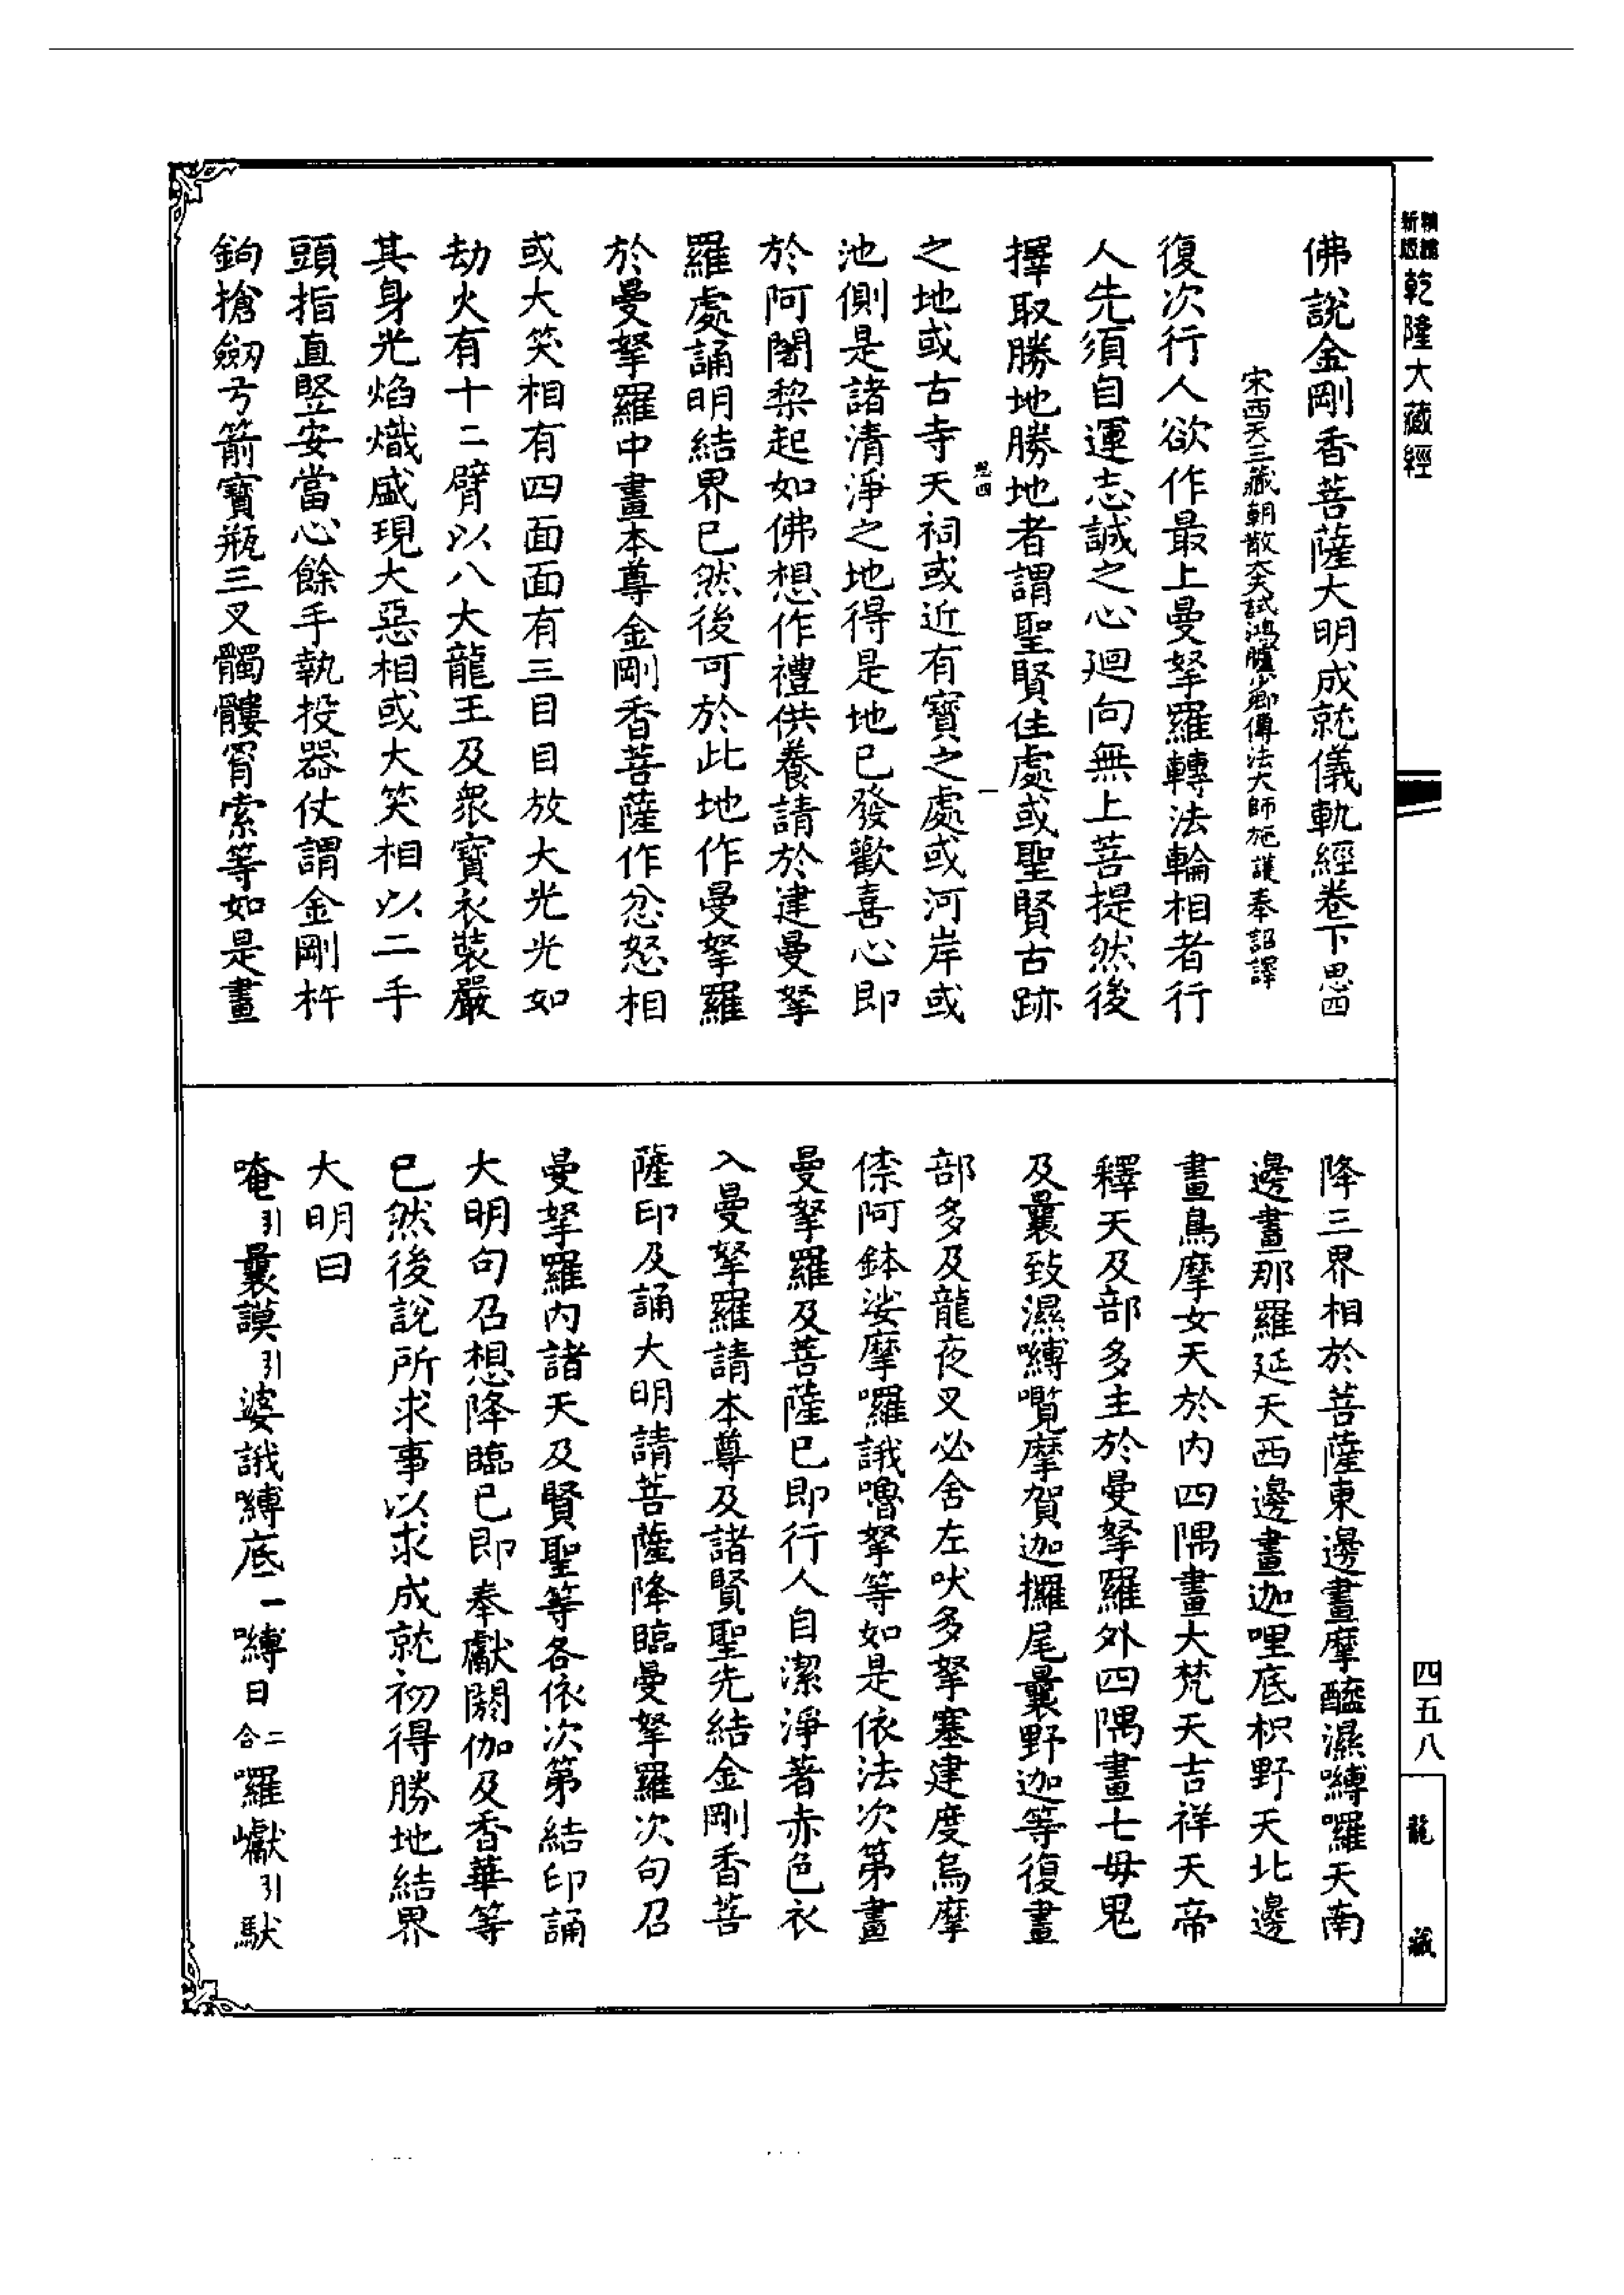 新版
精縮
乾隆大藏經
佛說金剛香菩薩大明成就儀軌經卷下思四
宋西天三藏朝散大夫試鴻臚少卿傳法大師施護奉詔譯
復次行人欲作最上曼拏羅轉法輪相者行
人先須自運志誠之心迴向無上菩提然後
擇取勝地勝地者謂聖賢住處或聖賢古跡
思四
一
之地或古寺天祠或近有寶之處或河岸或
池側是諸清淨之地得是地已發歡喜心即
於阿闍棃起如佛想作禮供養請於建曼拏
羅處誦明結界已然後可於此地作曼拏羅
於曼拏羅中畫本尊金剛香菩薩作忿怒相
或大笑相有四面面有三目目放大光光如
劫火有十二臂以八大龍王及眾寶衣裝嚴
其身光焰熾盛現大惡相或大笑相以二手
頭指直竪安當心餘手執投器仗謂金剛杵
鉤搶劒弓箭寶瓶三叉髑髏罥索等如是畫
降三界相於菩薩東邊畫摩醯濕嚩囉天南
邊畫那羅延天西邊畫迦哩底枳野天北邊
畫烏摩女天於內四隅畫大梵天吉祥天帝
釋天及部多主於曼拏羅外四隅畫七母鬼
及曩致濕嚩囕摩賀迦攞尾曩野迦等復畫
部多及龍夜叉必舍左吠多拏塞建度烏摩
倷阿鉢娑摩囉誐嚕拏等如是依法次第畫
曼拏羅及菩薩已即行人自潔淨著赤色衣
入曼拏羅請本尊及諸賢聖先結金剛香菩
薩印及誦大明請菩薩降臨曼拏羅次句召
曼拏羅內諸天及賢聖等各依次第結印誦
大明句召想降臨已即奉獻閼伽及香華等
已然後說所求事以求成就初得勝地結界
大明曰
唵引曩謨引婆誐嚩底一嚩日二合囉巘引馱
四五八
龍藏